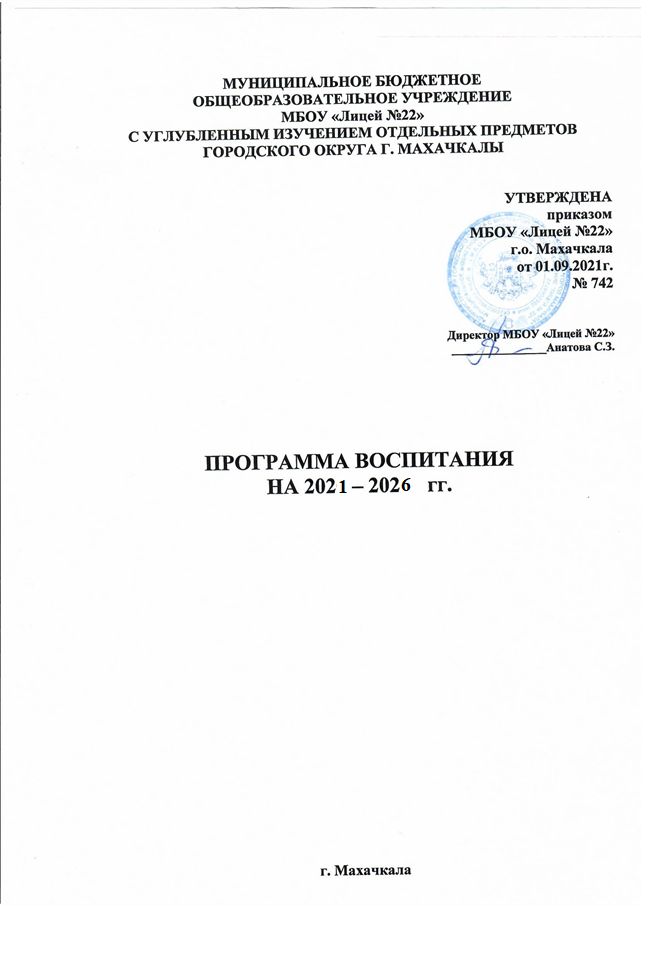 МУНИЦИПАЛЬНОЕ БЮДЖЕТНОЕ
ОБЩЕОБРАЗОВАТЕЛЬНОЕ УЧРЕЖДЕНИЕ
МБОУ «Лицей №22»
С УГЛУБЛЕННЫМ ИЗУЧЕНИЕМ ОТДЕЛЬНЫХ ПРЕДМЕТОВ
ГОРОДСКОГО ОКРУГА Г. МАХАЧКАЛЫ
УТВЕРЖДЕНА
приказом
МБОУ «Лицей №22»
г.о. Махачкала
от 01.09.2021г.
№ 742
Директор МБОУ «Лицей №22»
Анатова С.З.
ПРОГРАММА ВОСПИТАНИЯ
НА 2021 – 2026 гг.
г. Махачкала